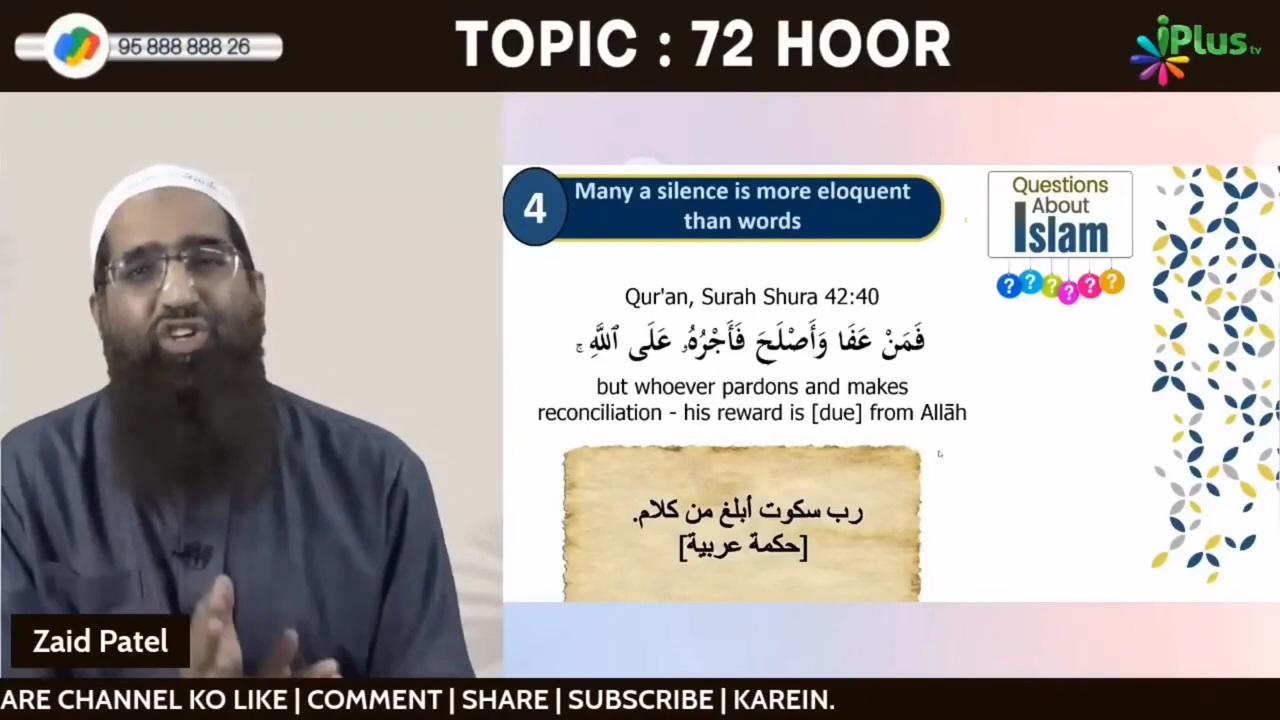 95 888 888 26
TOPIC : 72 HOOR
iPlus tv
4
Many a silence is more eloquent
than words
Questions
About
Islam
? ? ? ? ? ?
Qur'an, Surah Shura 42:40
فَمَنْ عَفَا وَأَصْلَحَ فَأَجْرُهُۥ عَلَى ٱللَّهِ ۚ
but whoever pardons and makes
reconciliation - his reward is [due] from Allāh
رب سكوت أبلغ من كلام.
[حكمة عربية]
Zaid Patel
ARE CHANNEL KO LIKE | COMMENT | SHARE | SUBSCRIBE | KAREIN.